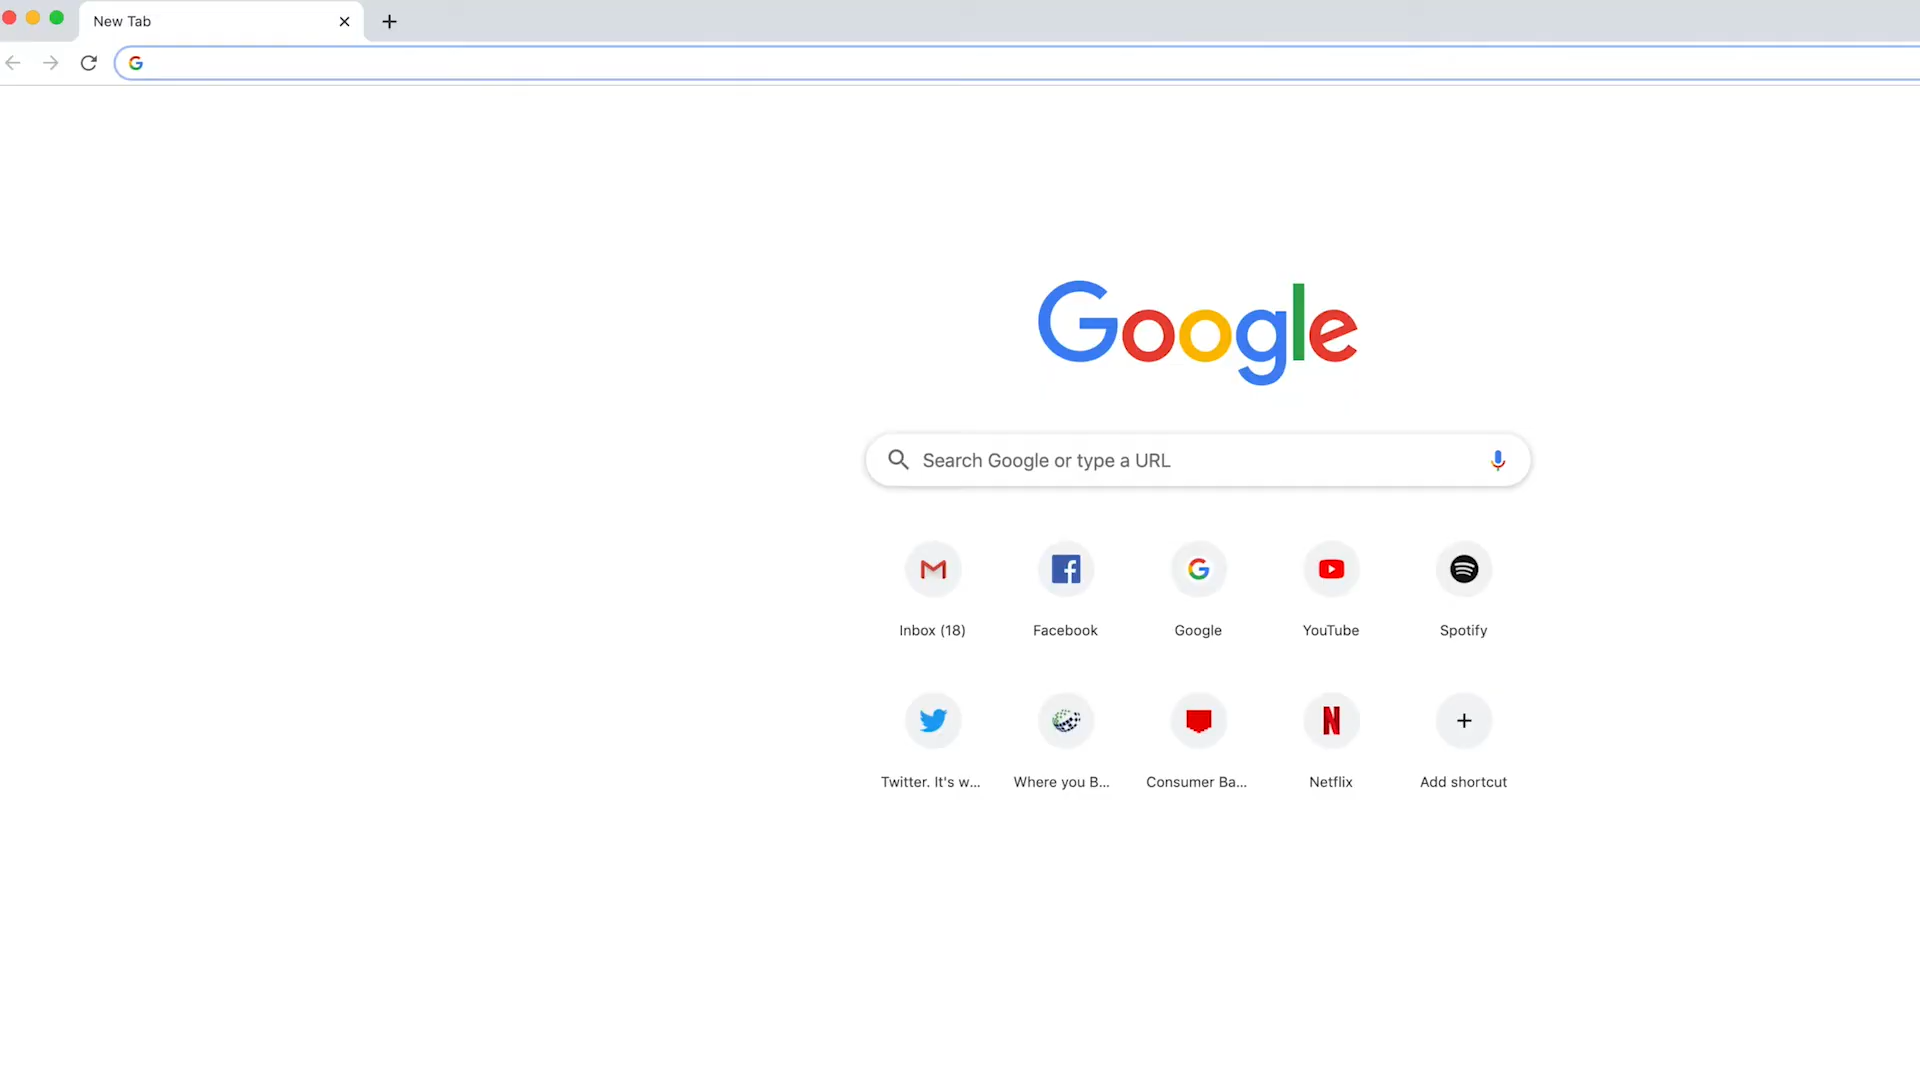 New Tab
Google
Search Google or type a URL
Inbox (18)
Facebook
Google
YouTube
Spotify
Twitter. It's w...
Where you B...
Consumer Ba...
Netflix
Add shortcut